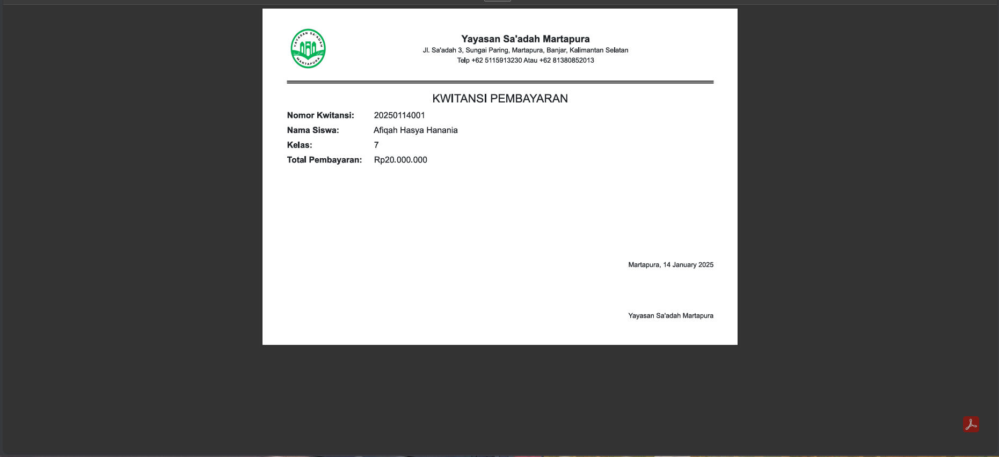 YAYASAN SA'ADAH
MARTAPURA
Yayasan Sa'adah Martapura
Jl. Sa'adah 3, Sungai Paring, Martapura, Banjar, Kalimantan Selatan
Telp +62 5115913230 Atau +62 81380852013
KWITANSI PEMBAYARAN
Nomor Kwitansi: 20250114001
Nama Siswa: Afiqah Hasya Hanania
Kelas: 7
Total Pembayaran: Rp20.000.000
Martapura, 14 January 2025
Yayasan Sa'adah Martapura